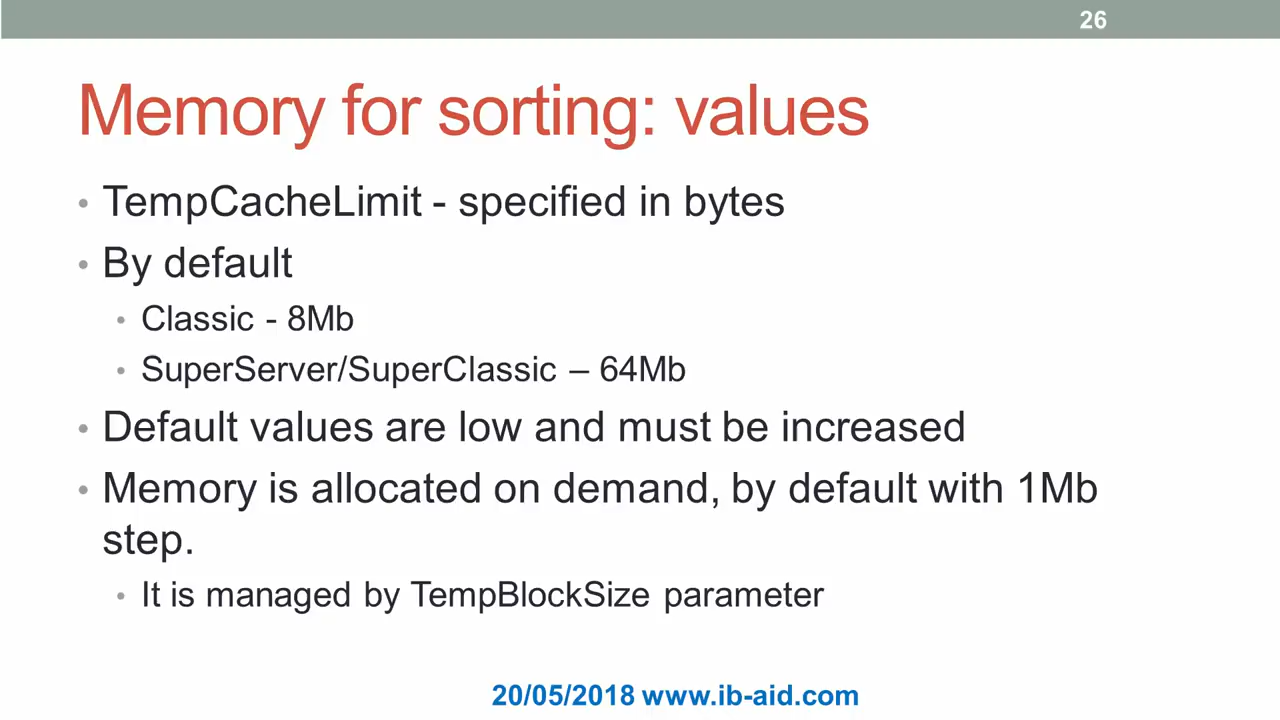 26
Memory for sorting: values
• TempCacheLimit - specified in bytes
• By default
• Classic - 8Mb
• SuperServer/SuperClassic – 64Mb
• Default values are low and must be increased
• Memory is allocated on demand, by default with 1Mb
step.
• It is managed by TempBlockSize parameter
20/05/2018 www.ib-aid.com